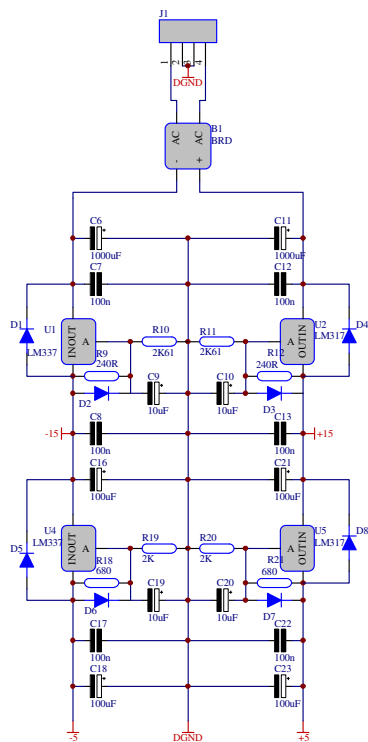 J1
1 2 3 4
DGND
B1
BRD
AC AC
- +
C6 C11
1000uF 1000uF
C7 C12
100n 100n
D1 U1 U2 D4
LM337 INOUT A R10 R11 A OUTIN LM317
2K61 2K61
R9 R12
240R 240R
D2 C9 C10 D3
10uF 10uF
C8 C13
-15 +15
100n 100n
C16 C21
100uF 100uF
D5 U4 U5 D8
LM337 INOUT A R19 R20 A OUTIN LM317
2K 2K
R18 R21
680 680
D6 C19 C20 D7
10uF 10uF
C17 C22
100n 100n
C18 C23
100uF 100uF
-5 DGND +5